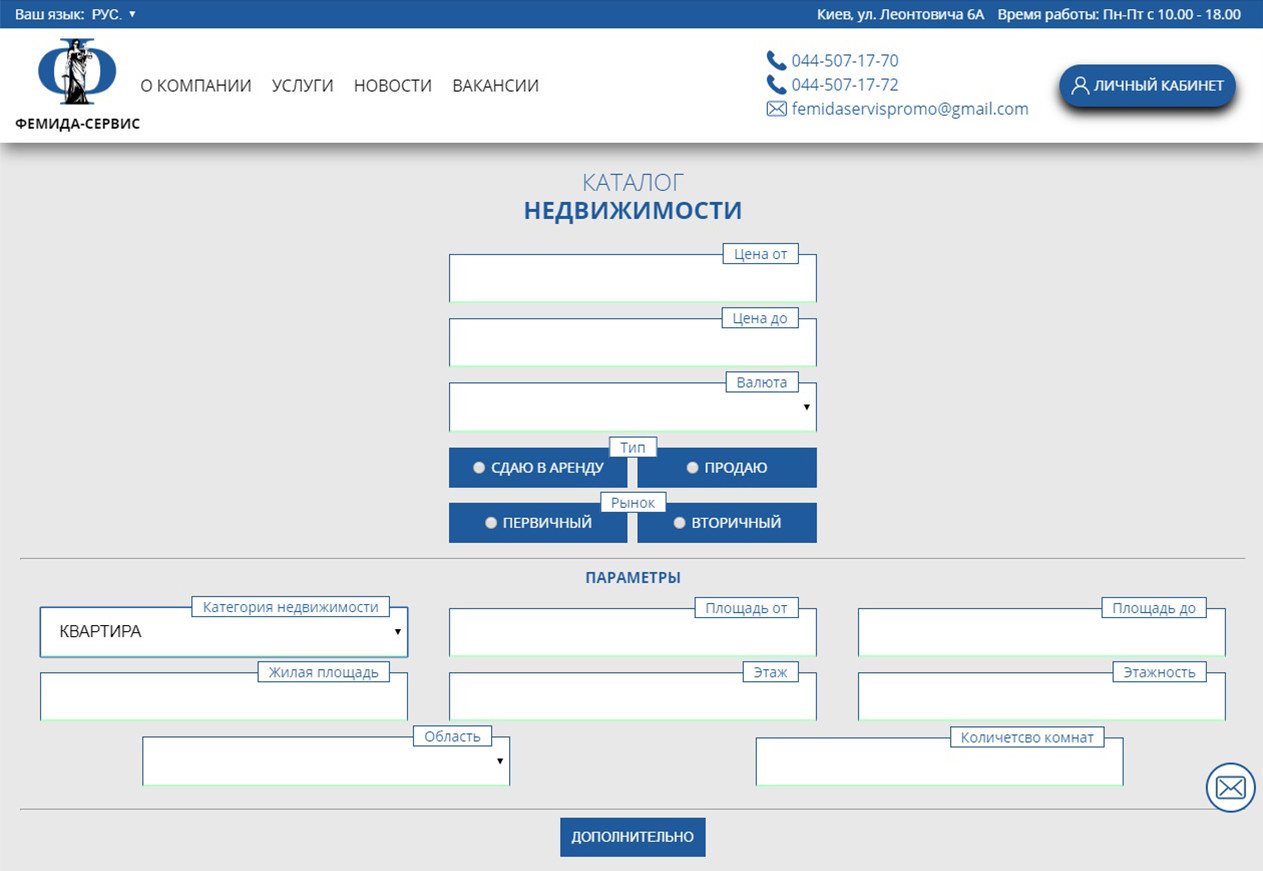 Ваш язык: РУС. ▼
Киев, ул. Леонтовича 6А Время работы: Пн-Пт с 10.00 - 18.00
ФЕМИДА-СЕРВИС
О КОМПАНИИ УСЛУГИ НОВОСТИ ВАКАНСИИ
044-507-17-70
044-507-17-72
femidaservispromo@gmail.com
ЛИЧНЫЙ КАБИНЕТ
КАТАЛОГ
НЕДВИЖИМОСТИ
Цена от
Цена до
Валюта
Тип
СДАЮ В АРЕНДУ ПРОДАЮ
Рынок
ПЕРВИЧНЫЙ ВТОРИЧНЫЙ
ПАРАМЕТРЫ
Категория недвижимости Площадь от Площадь до
КВАРТИРА
Жилая площадь Этаж Этажность
Область Количетсво комнат
ДОПОЛНИТЕЛЬНО